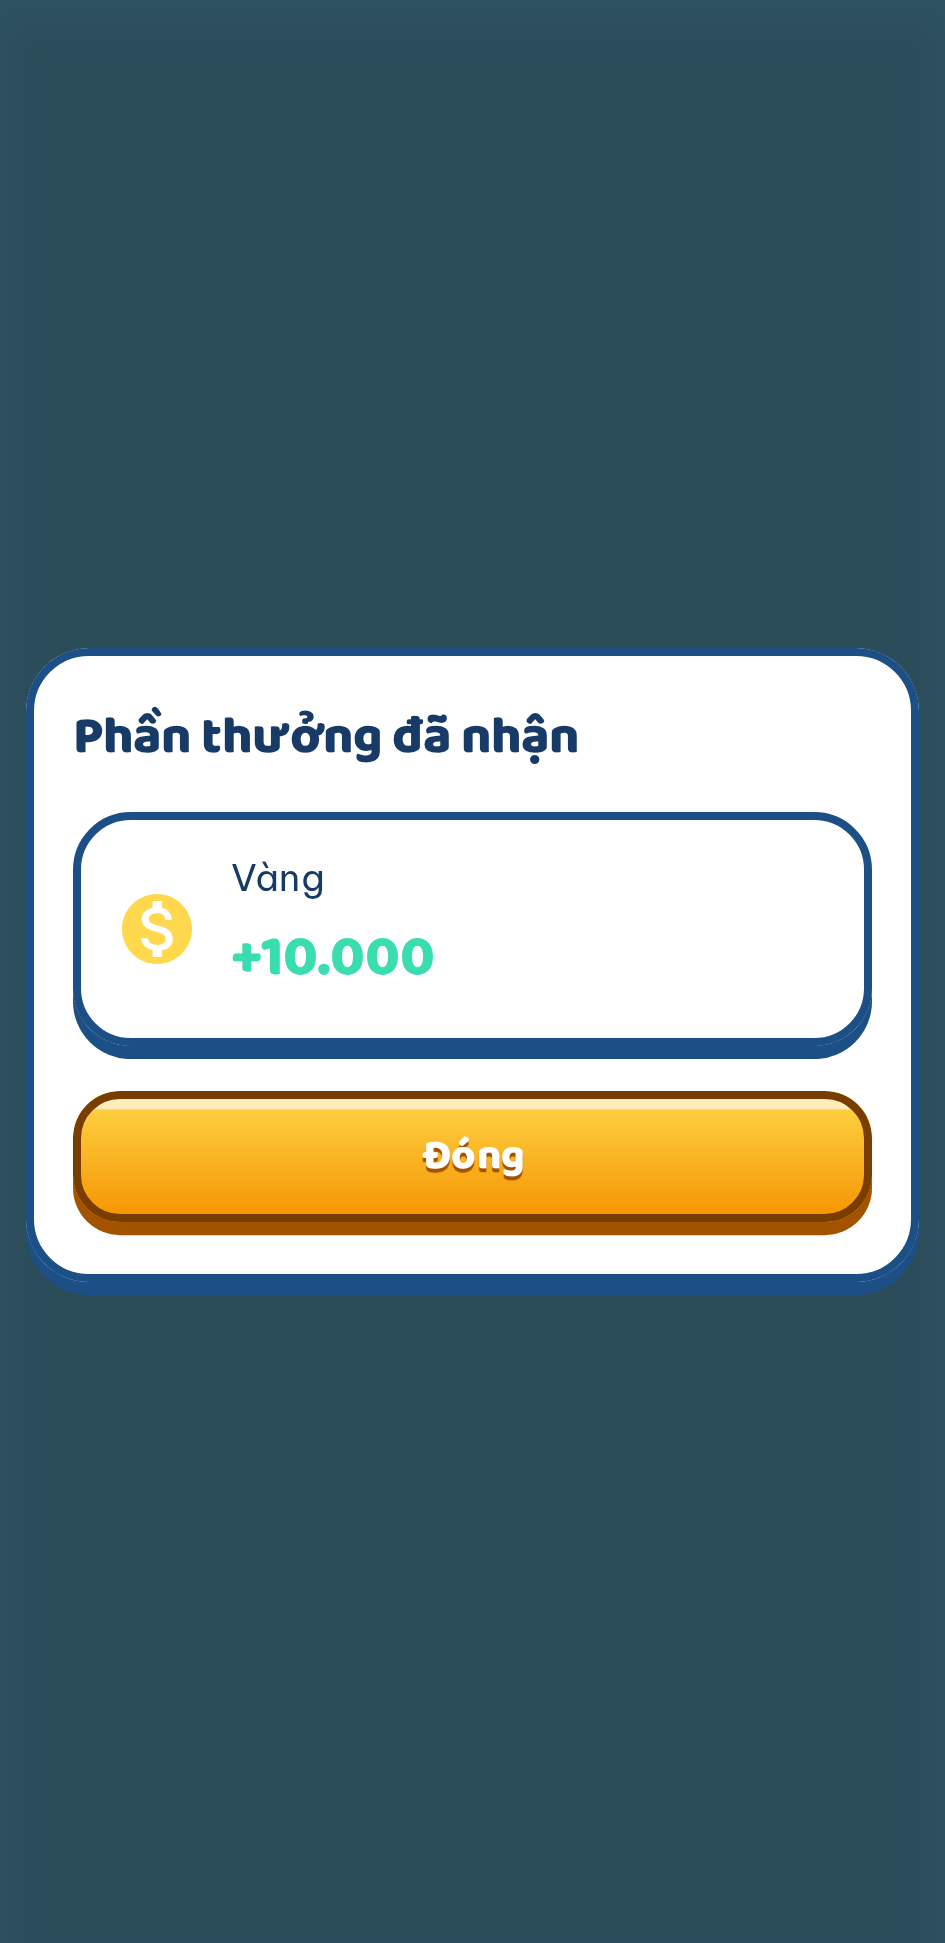 Phần thưởng đã nhận
Vàng
$
+10.000
Đóng